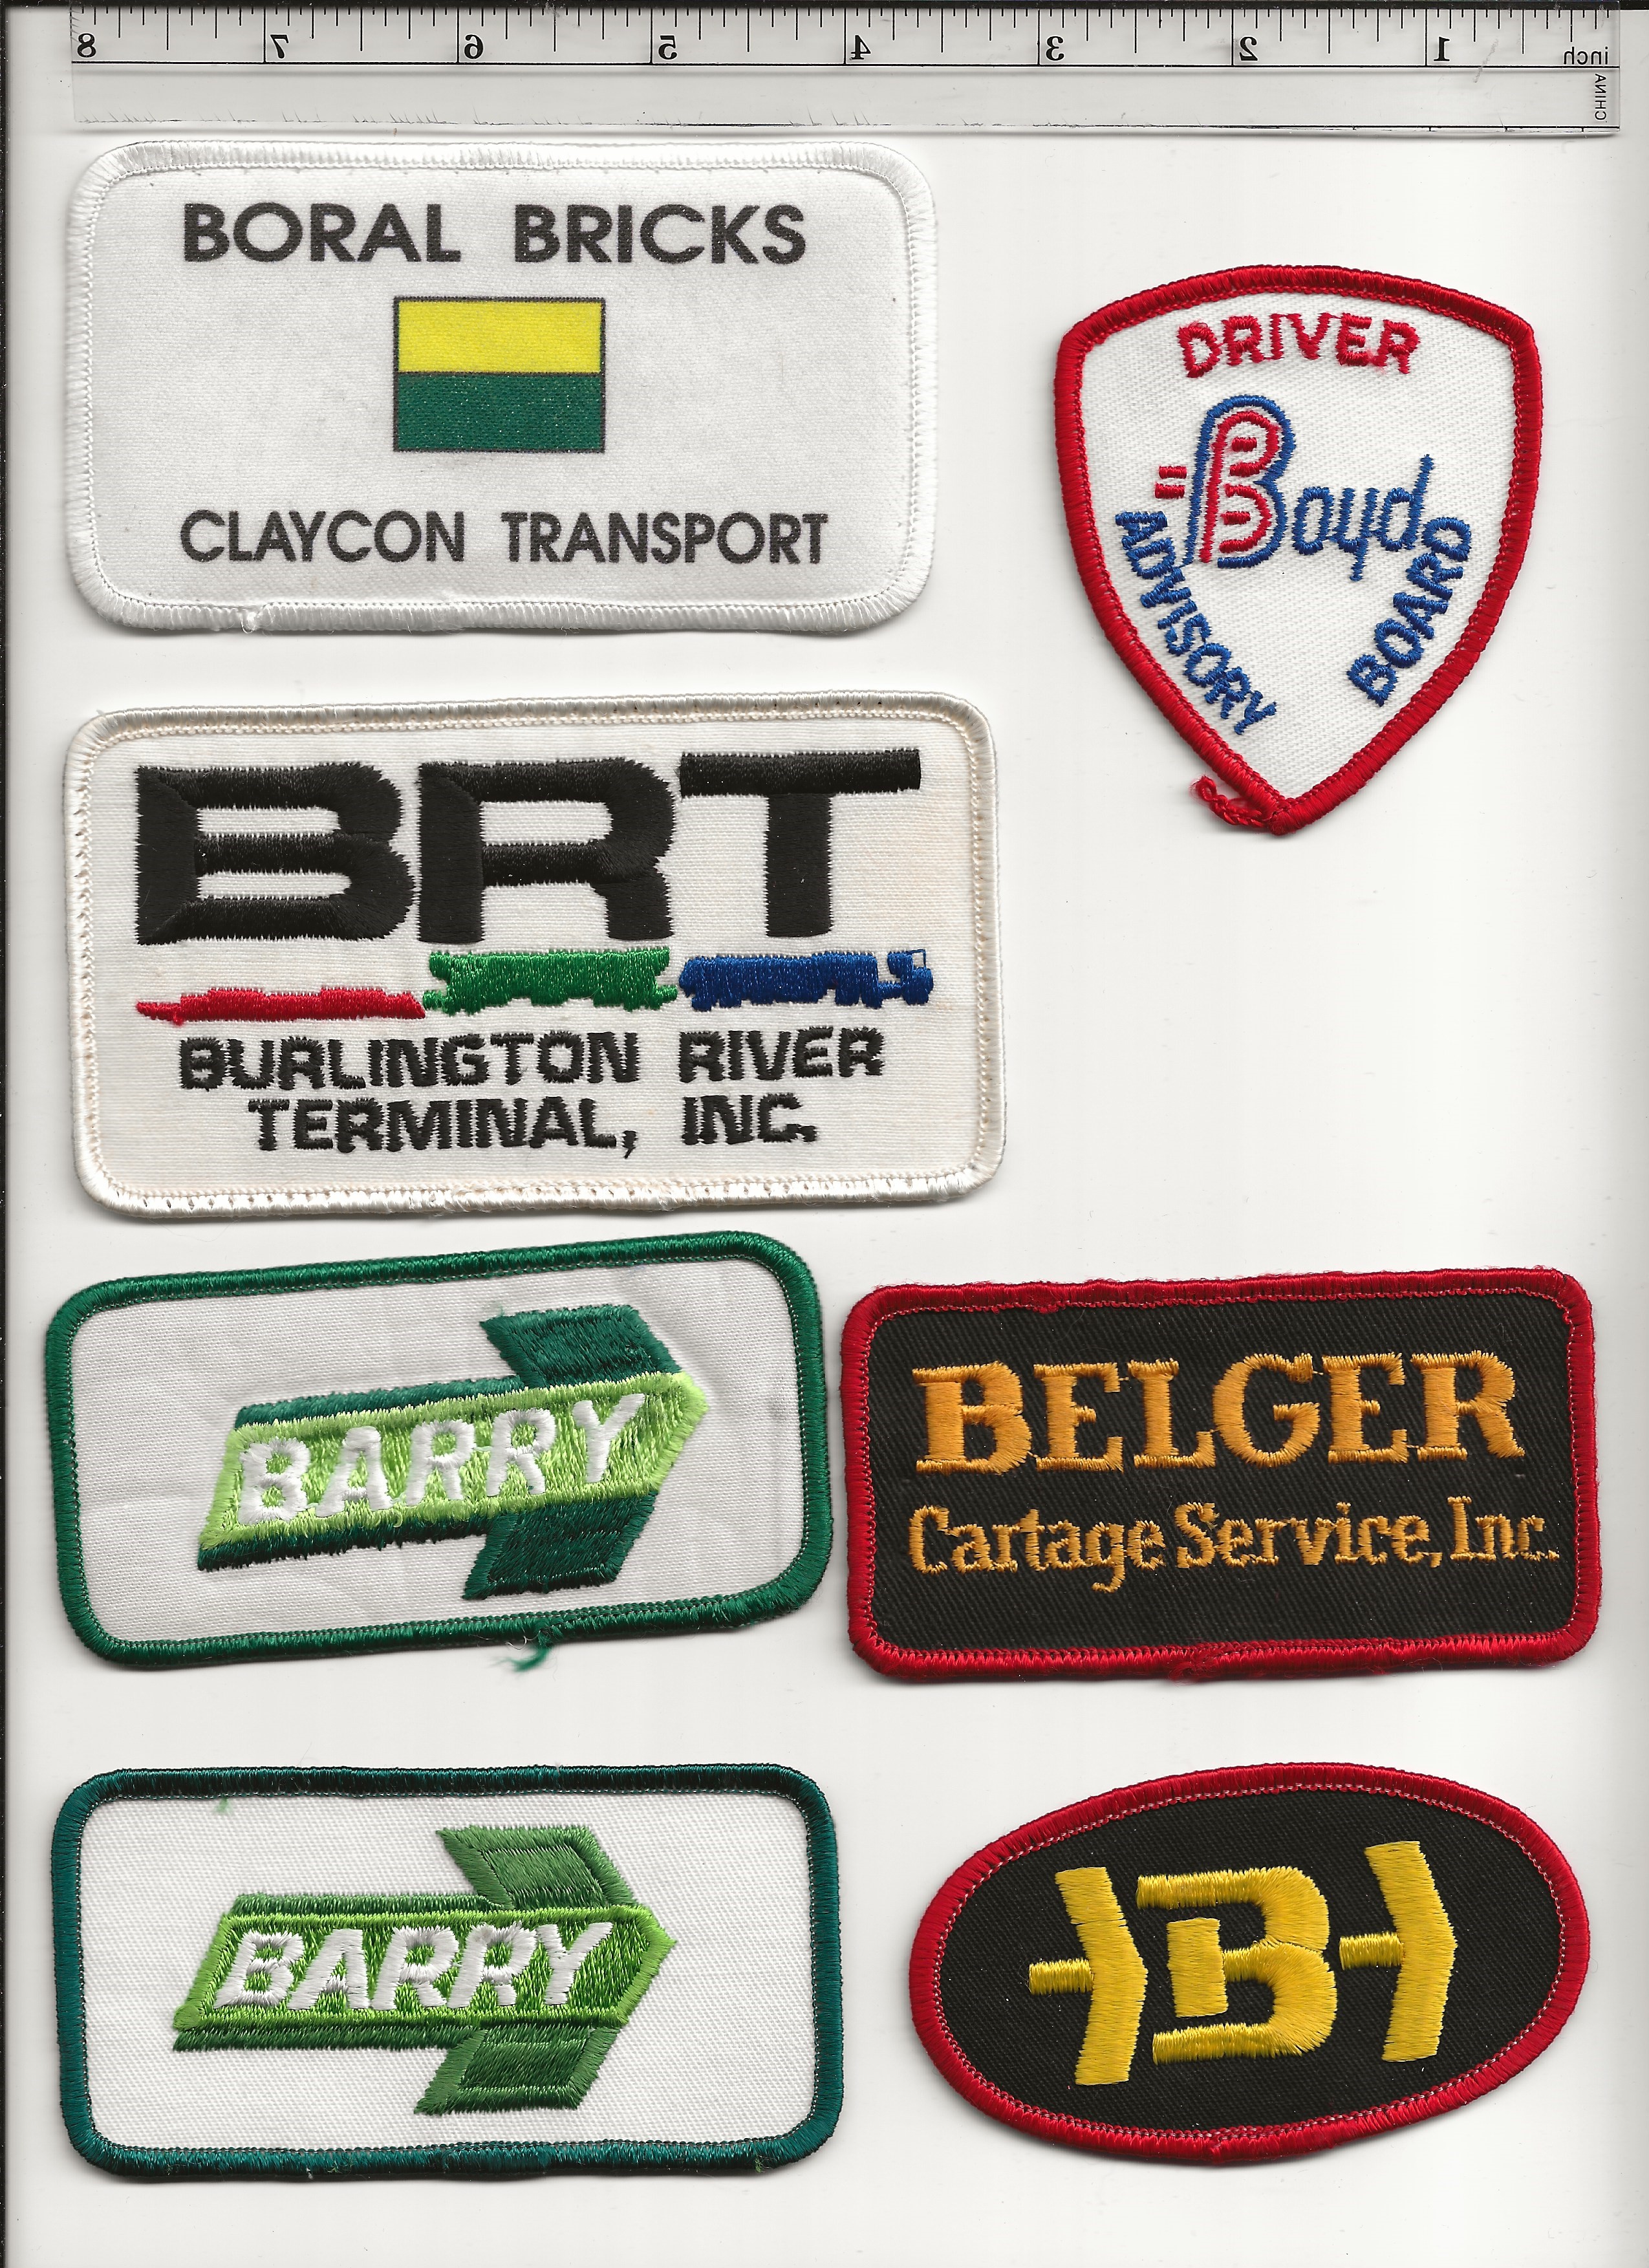 8 7 6 5 4 3 2 1 inch
CHINA
BORAL BRICKS
CLAYCON TRANSPORT
DRIVER
Boyd
ADVISORY BOARD
BRT
BURLINGTON RIVER
TERMINAL, INC.
BARRY
BELGER
Cartage Service, Inc.
BARRY
B